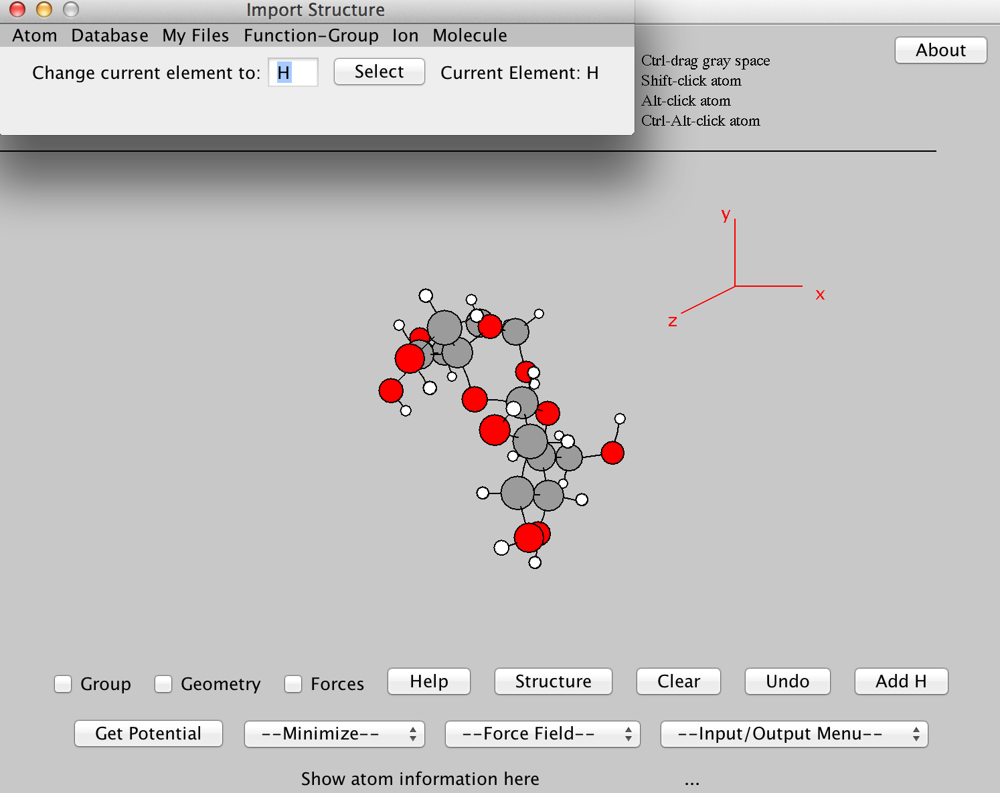 Import Structure
Atom Database My Files Function-Group Ion Molecule
Change current element to: H Select Current Element: H
About
Ctrl-drag gray space
Shift-click atom
Alt-click atom
Ctrl-Alt-click atom
y
x
z
Group Geometry Forces Help Structure Clear Undo Add H
Get Potential --Minimize-- --Force Field-- --Input/Output Menu--
Show atom information here ...